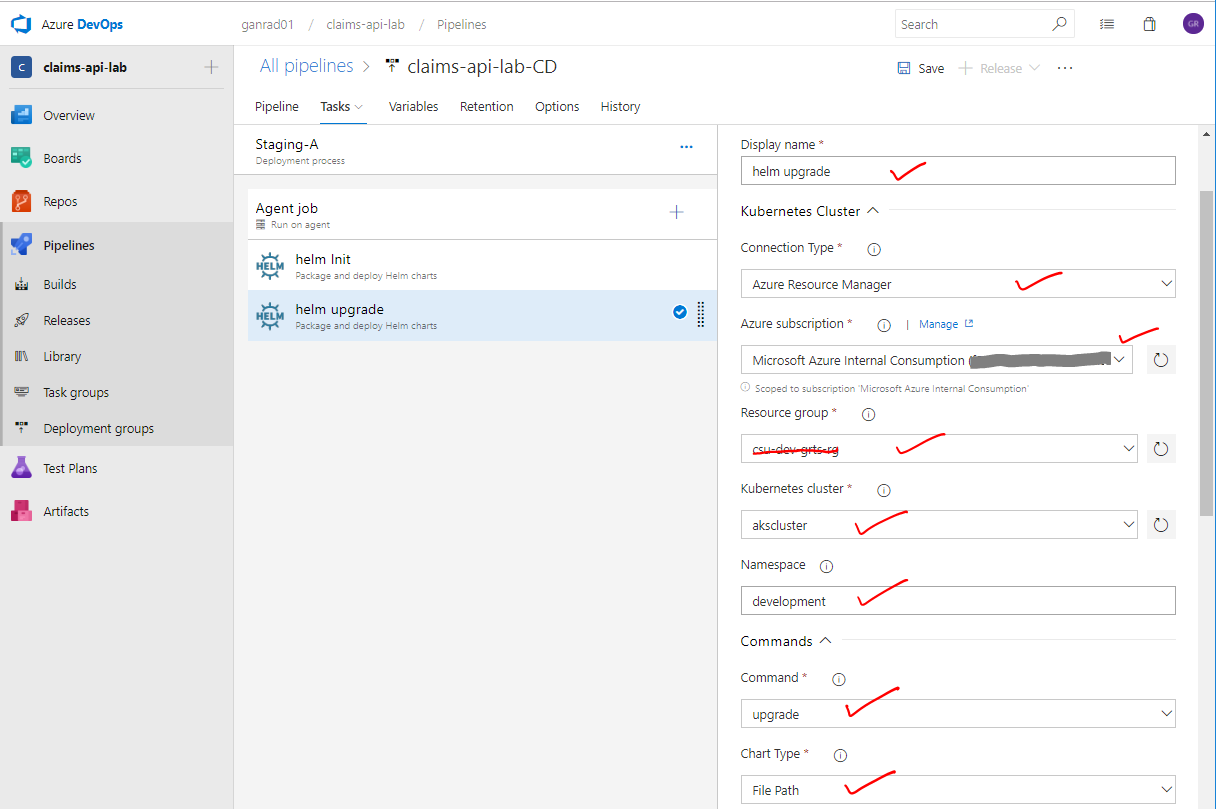 Azure DevOps
ganrad01 / claims-api-lab / Pipelines
Search
GR
C claims-api-lab
Overview
Boards
Repos
Pipelines
Builds
Releases
Library
Task groups
Deployment groups
Test Plans
Artifacts
All pipelines > claims-api-lab-CD
Save
Release
Pipeline Tasks Variables Retention Options History
Staging-A
Deployment process
Agent job
Run on agent
HELM helm Init
Package and deploy Helm charts
HELM helm upgrade
Package and deploy Helm charts
Display name *
helm upgrade
Kubernetes Cluster
Connection Type *
Azure Resource Manager
Azure subscription * | Manage
Microsoft Azure Internal Consumption (
Scoped to subscription 'Microsoft Azure Internal Consumption'
Resource group *
csu-dev-grts-rg
Kubernetes cluster *
akscluster
Namespace
development
Commands
Command *
upgrade
Chart Type *
File Path